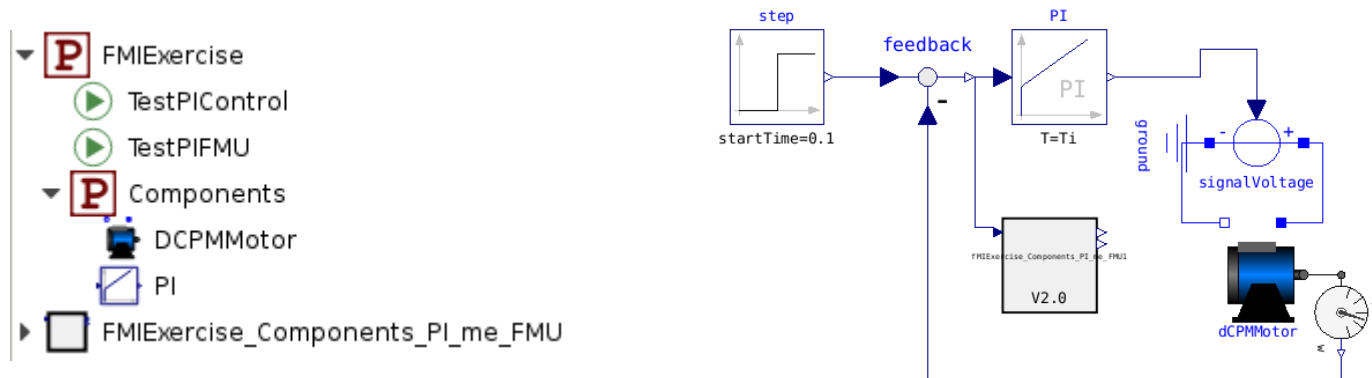 P FMIExercise
TestPIControl
TestPIFMU
P Components
DCPMMotor
PI
FMIExercise_Components_PI_me_FMU
step
PI
feedback
-
PI
startTime=0.1
T=Ti
ground
-
+
signalVoltage
fMIExercise_Components_PI_me_FMU1
V2.0
dCPMMotor